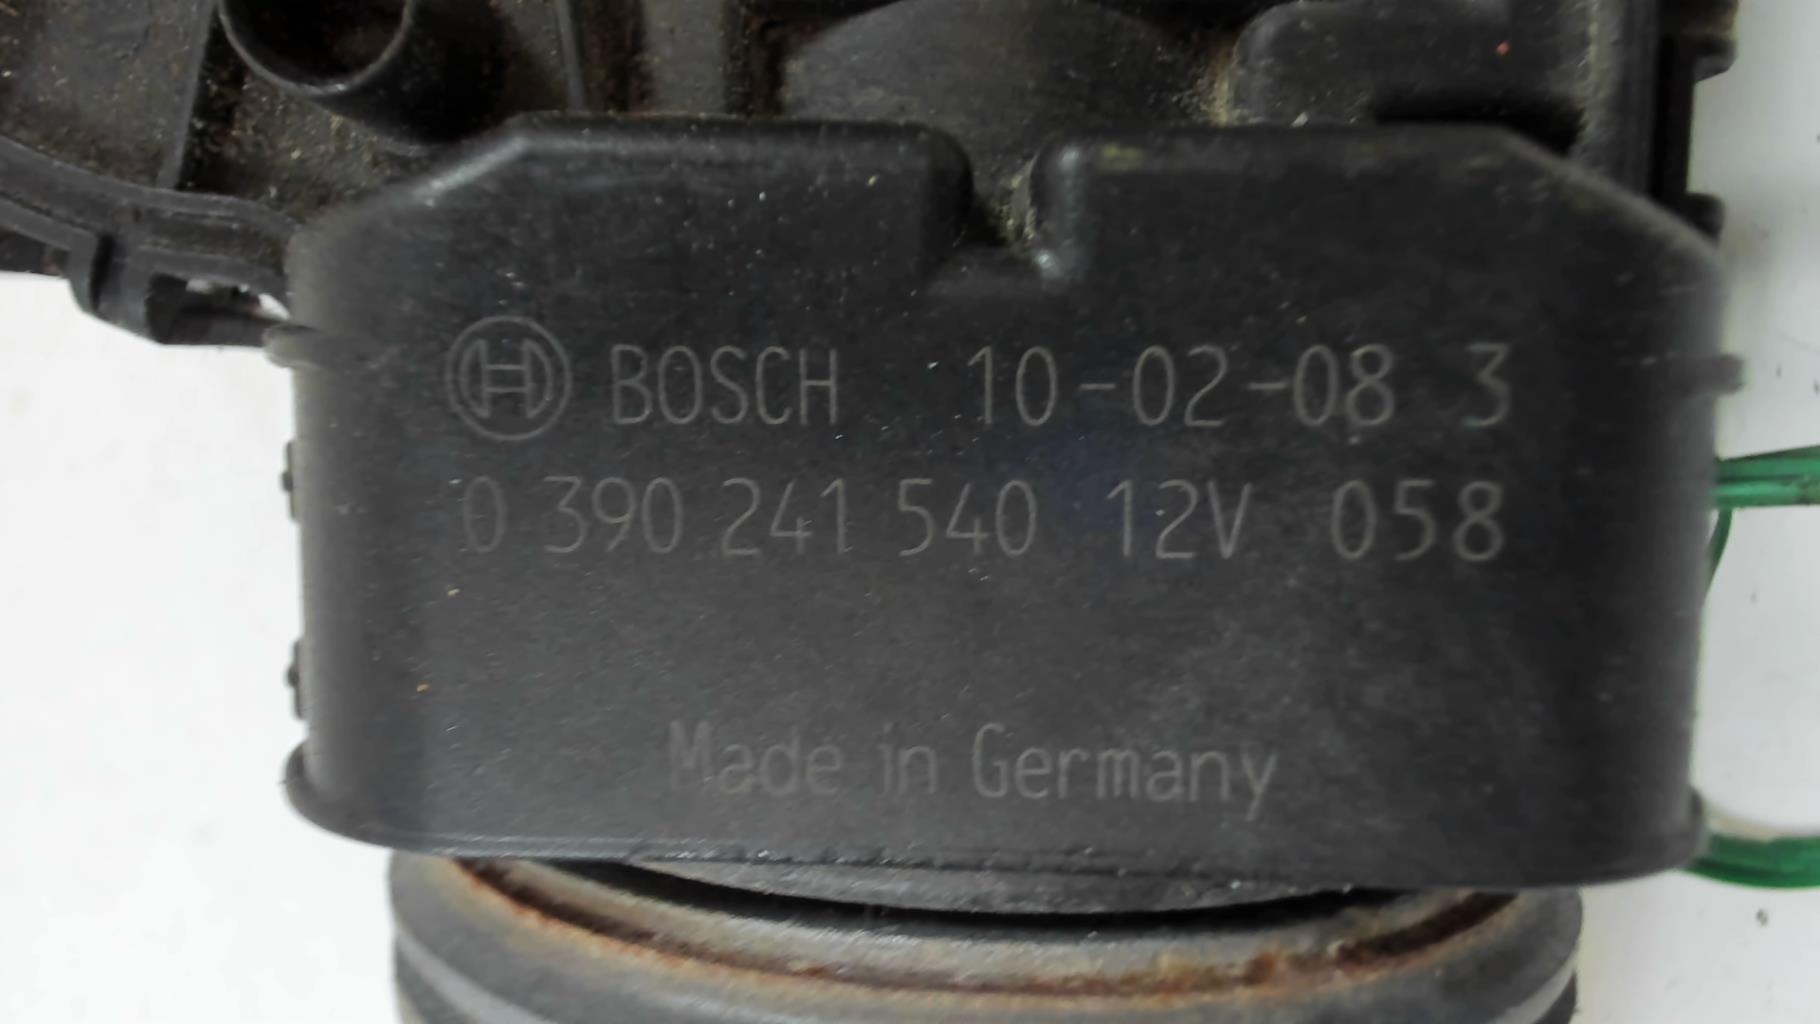 BOSCH 10-02-08 3
0 390 241 540 12V 058
Made in Germany